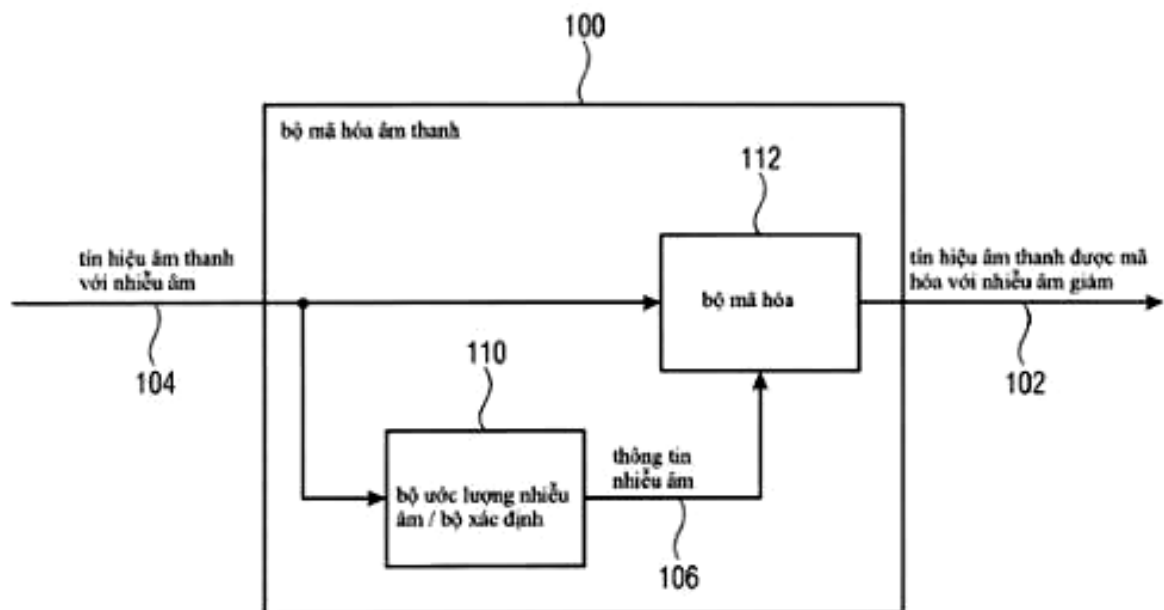 100
bộ mã hóa âm thanh
112
tín hiệu âm thanh
với nhiễu âm
bộ mã hóa
tín hiệu âm thanh được mã
hóa với nhiễu âm giảm
104
110
102
bộ ước lượng nhiễu
âm / bộ xác định
thông tin
nhiễu âm
106